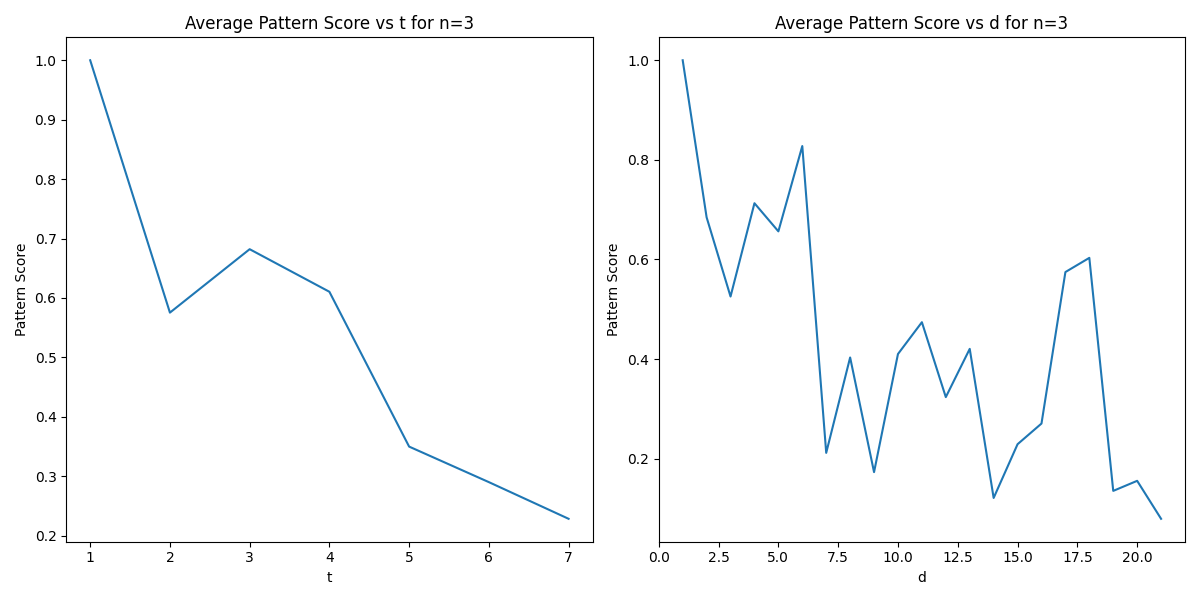 Average Pattern Score vs t for n=3
Pattern Score
1.0
0.9
0.8
0.7
0.6
0.5
0.4
0.3
0.2
1 2 3 4 5 6 7
t
Average Pattern Score vs d for n=3
Pattern Score
1.0
0.8
0.6
0.4
0.2
0.0 2.5 5.0 7.5 10.0 12.5 15.0 17.5 20.0
d